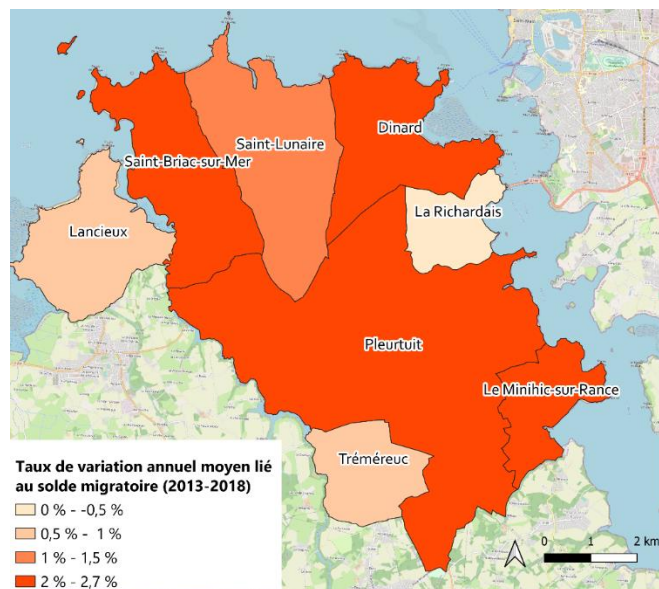 Dinard
Saint-Lunaire
Saint-Briac-sur-Mer
La Richardais
Lancieux
Pleurtuit
Le Minihic-sur-Rance
Tréméreuc
Taux de variation annuel moyen lié
au solde migratoire (2013-2018)
0 % - -0,5 %
0,5% - 1 %
1 % - 1,5 %
2 % - 2,7 %
0 1 2 km